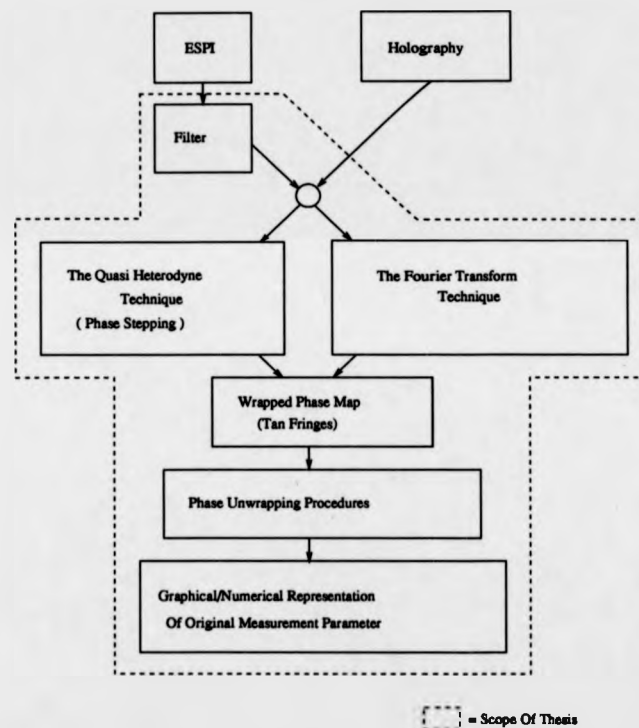 ESPI
Holography
Filter
The Quasi Heterodyne
Technique
( Phase Stepping )
The Fourier Transform
Technique
Wrapped Phase Map
(Tan Fringes)
Phase Unwrapping Procedures
Graphical/Numerical Representation
Of Original Measurement Parameter
= Scope Of Thesis